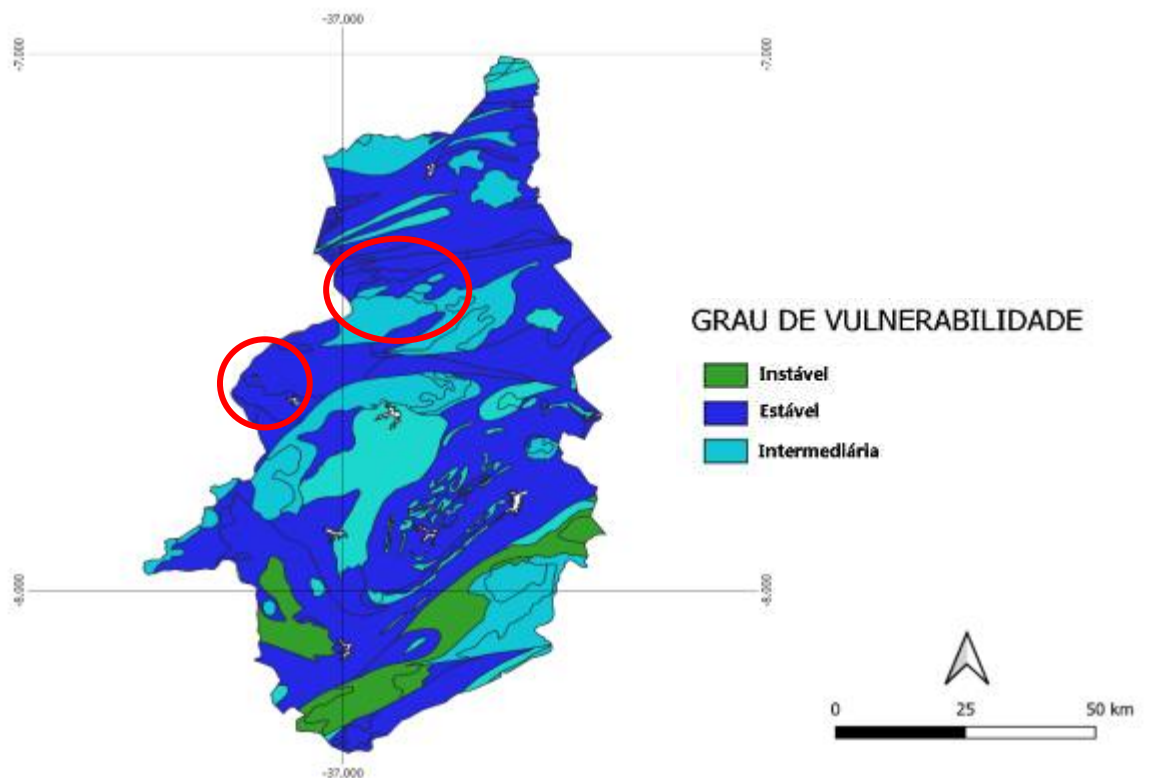 -37.000
-7.000
-7.000
GRAU DE VULNERABILIDADE
Instável
Estável
Intermediária
-8.000
-8.000
0 25 50 km
-37.000